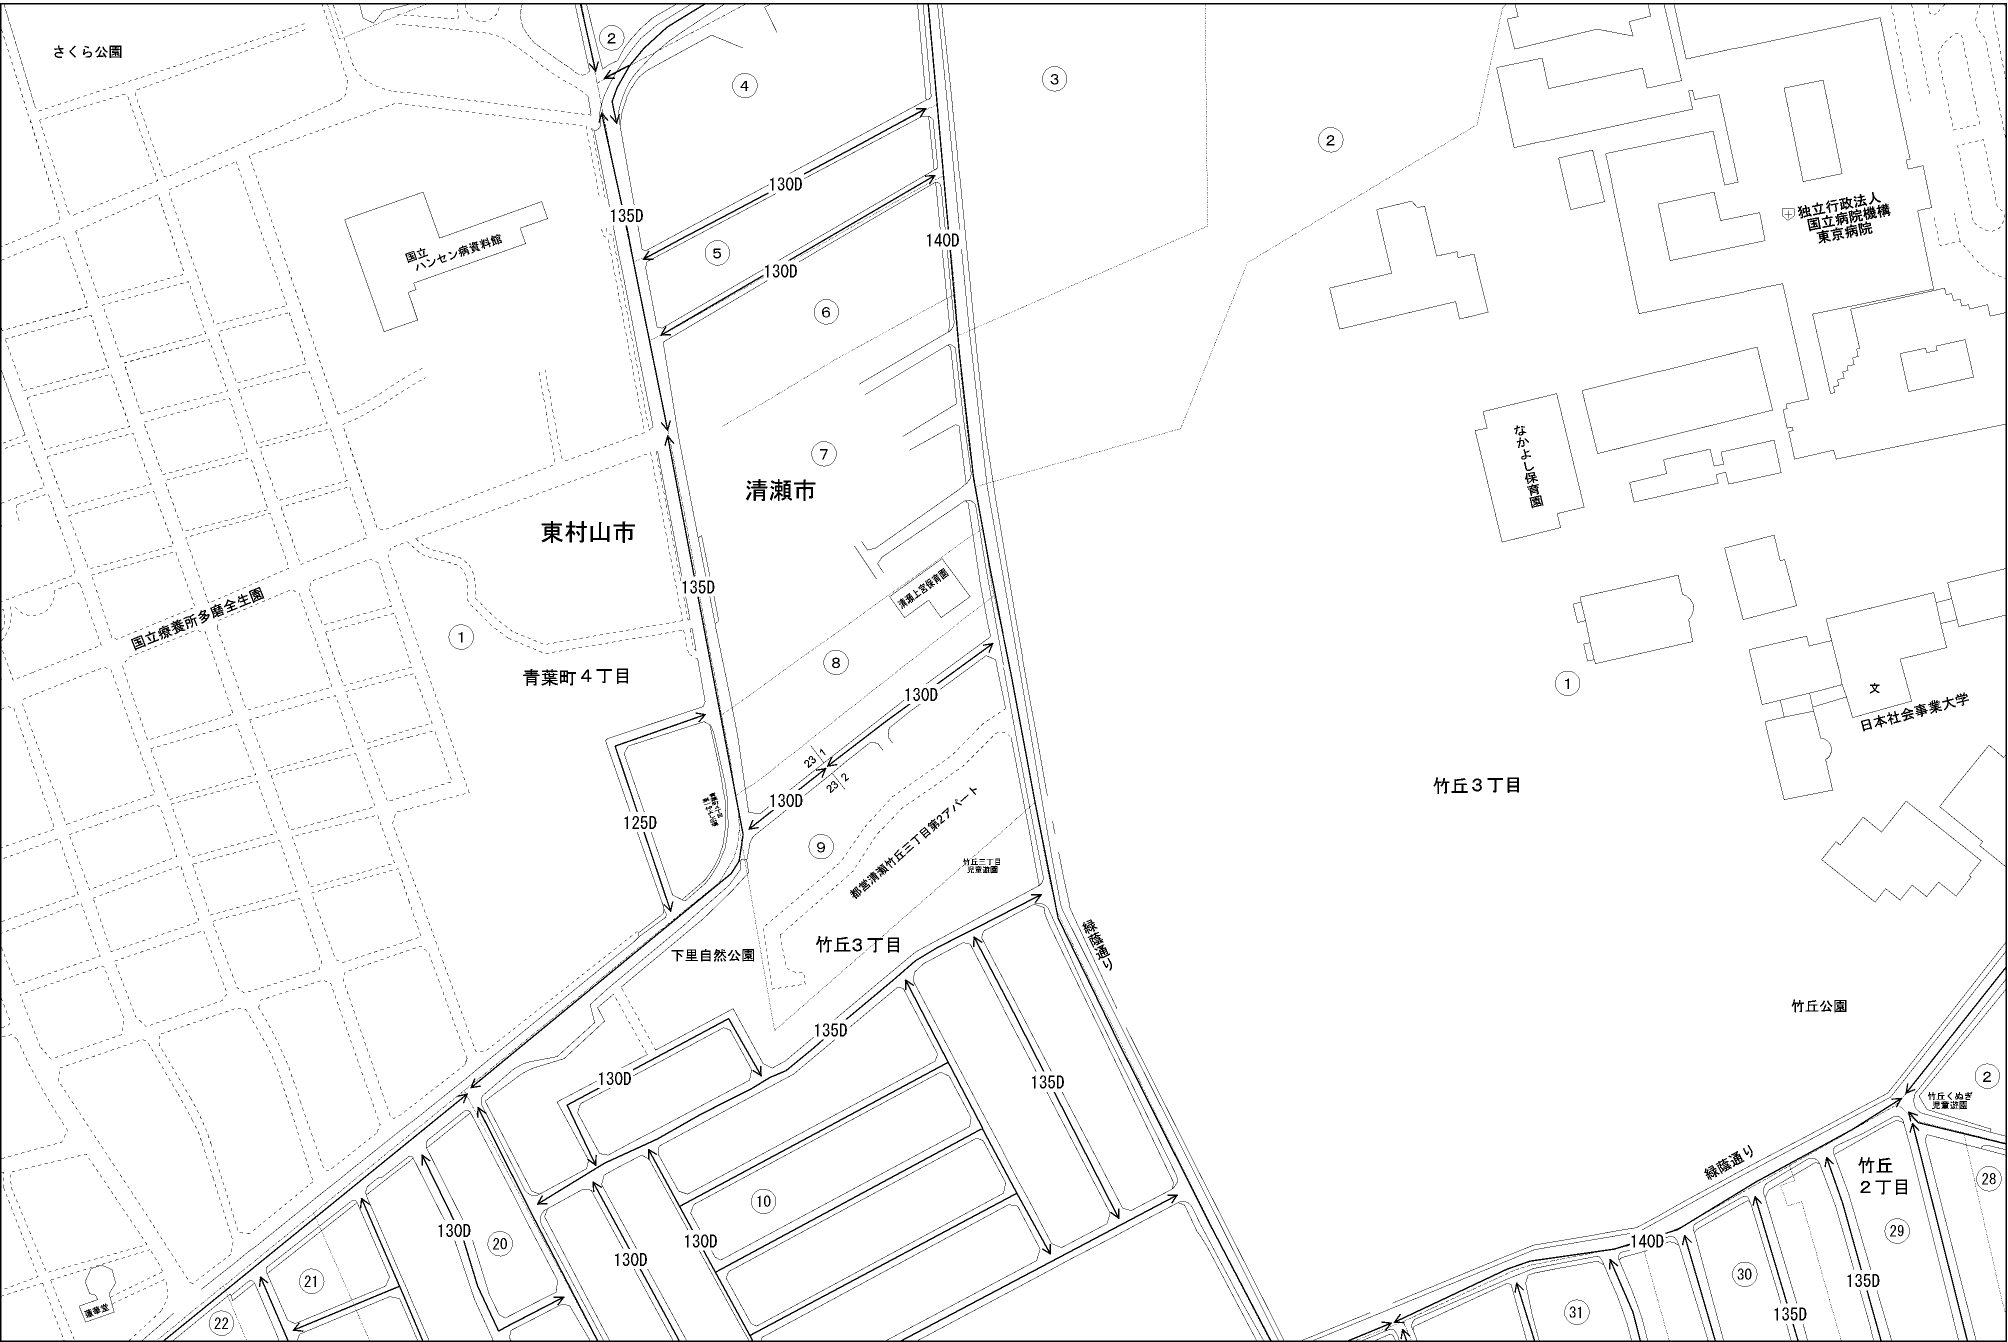 さくら公園
②
④
③
②
130D
独立行政法人
国立病院機構
東京病院
135D
140D
国立
ハンセン病資料館
⑤
130D
⑥
なかよし保育園
⑦
清瀬市
東村山市
135D
清瀬上宮保育園
国立療養所多磨全生園
①
⑧
青葉町4丁目
①
文
日本社会事業大学
130D
23 1
23 2
竹丘3丁目
130D
125D
⑨
都営清瀬竹丘三丁目第2アパート
竹丘三丁目
児童遊園
竹丘3丁目
緑蔭通り
下里自然公園
竹丘公園
135D
130D
135D
②
竹丘くぬぎ
児童遊園
緑蔭通り
竹丘
2丁目
㉘
⑩
130D
⑳
130D
130D
㉙
140D
㉑
㉚
135D
蓮華堂
㉒
㉛
135D